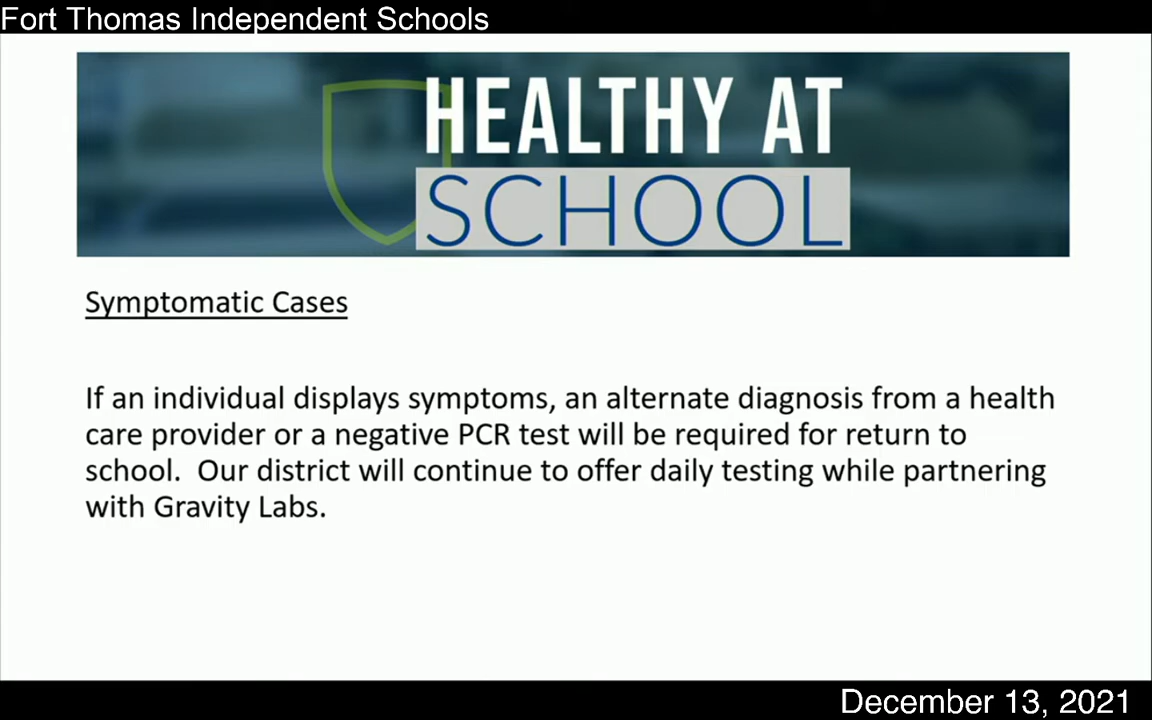 Fort Thomas Independent Schools
HEALTHY AT
SCHOOL
Symptomatic Cases
If an individual displays symptoms, an alternate diagnosis from a health
care provider or a negative PCR test will be required for return to
school.  Our district will continue to offer daily testing while partnering
with Gravity Labs.
December 13, 2021